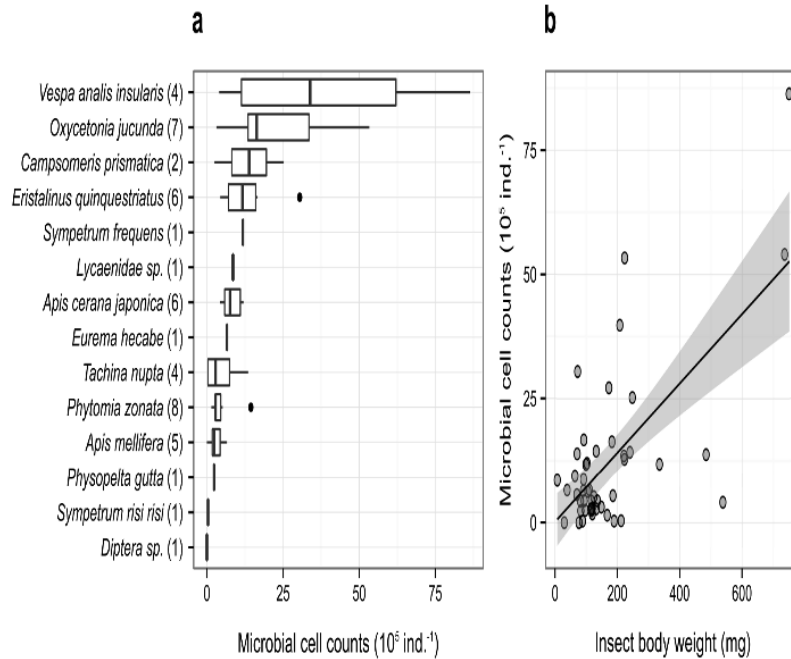 a
Vespa analis insularis (4)
Oxycetonia jucunda (7)
Campsomeris prismatica (2)
Eristalinus quinquestriatus (6)
Sympetrum frequens (1)
Lycaenidae sp. (1)
Apis cerana japonica (6)
Eurema hecabe (1)
Tachina nupta (4)
Phytomia zonata (8)
Apis mellifera (5)
Physopelta gutta (1)
Sympetrum risi risi (1)
Diptera sp. (1)
0 25 50 75
Microbial cell counts (10⁵ ind.⁻¹)
b
Microbial cell counts (10⁵ ind.⁻¹)
75
50
25
0
0 200 400 600
Insect body weight (mg)